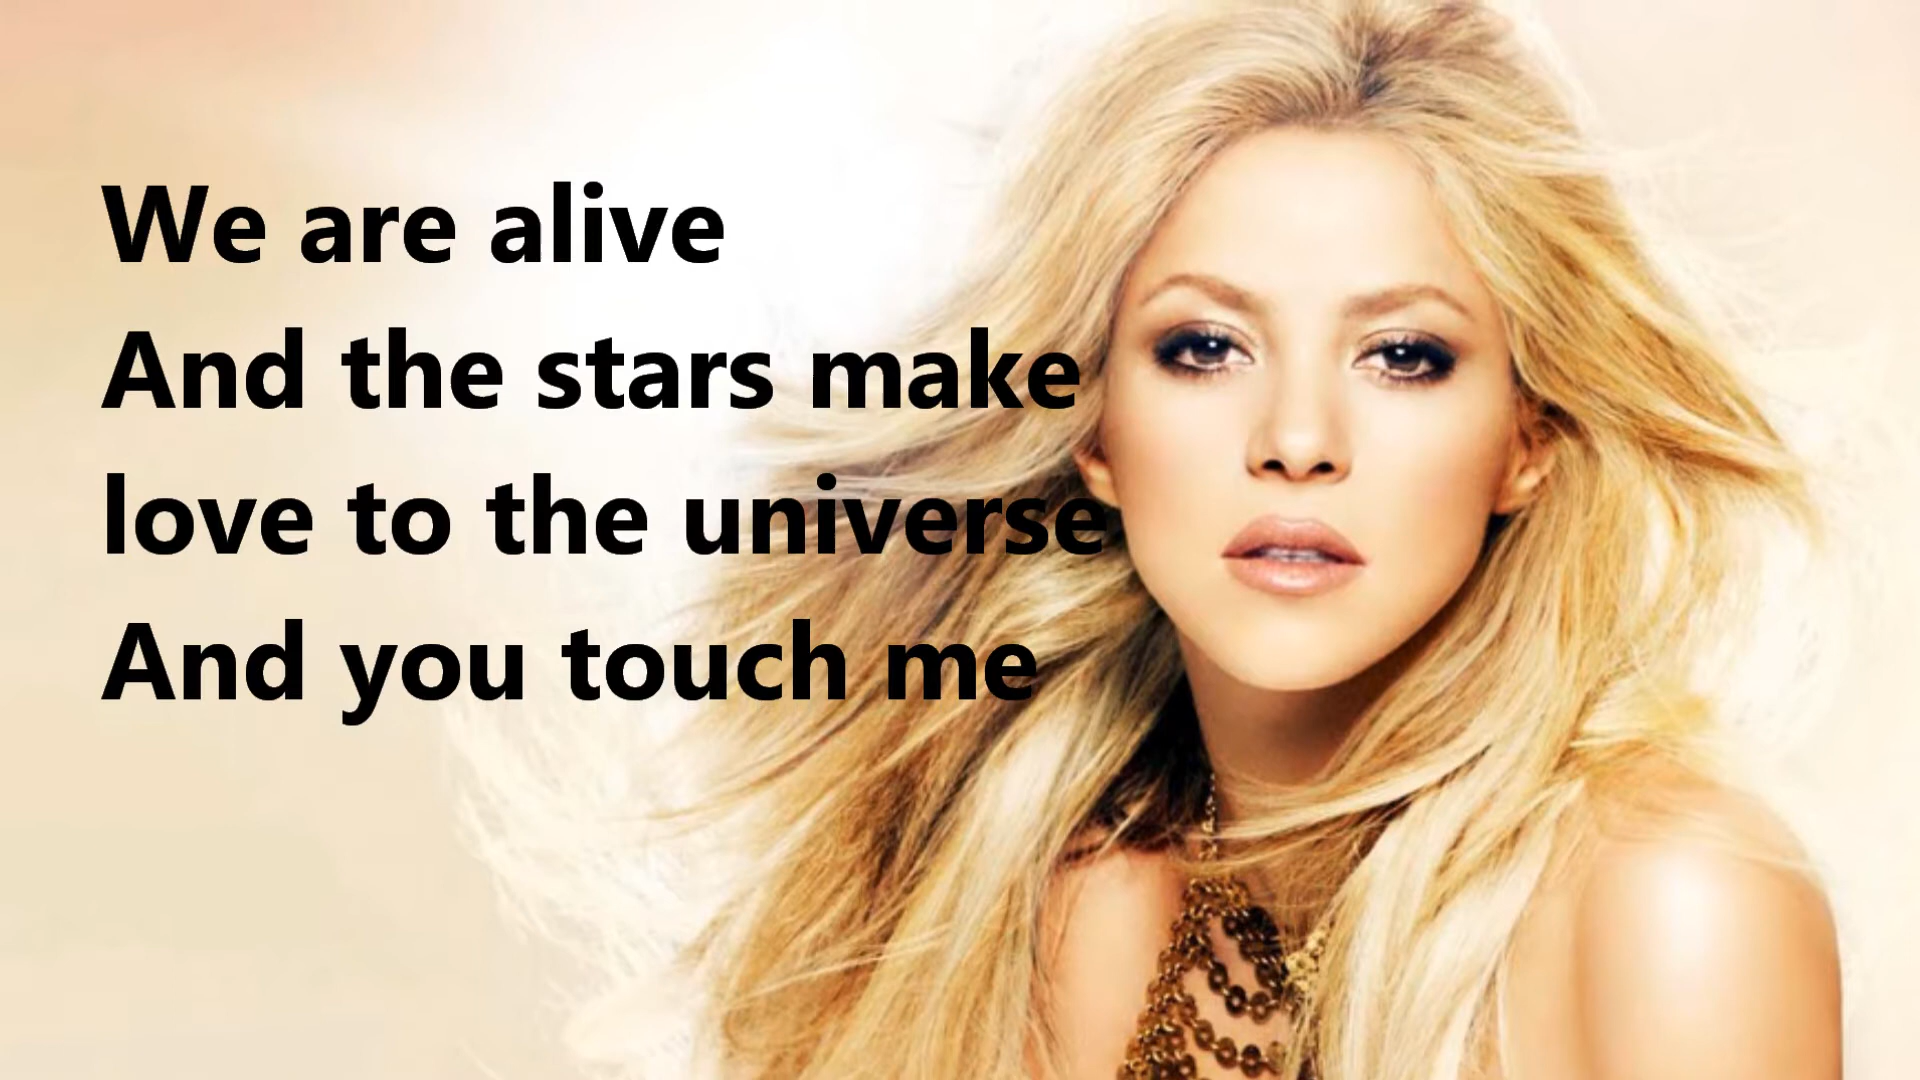 We are alive
And the stars make
love to the universe
And you touch me